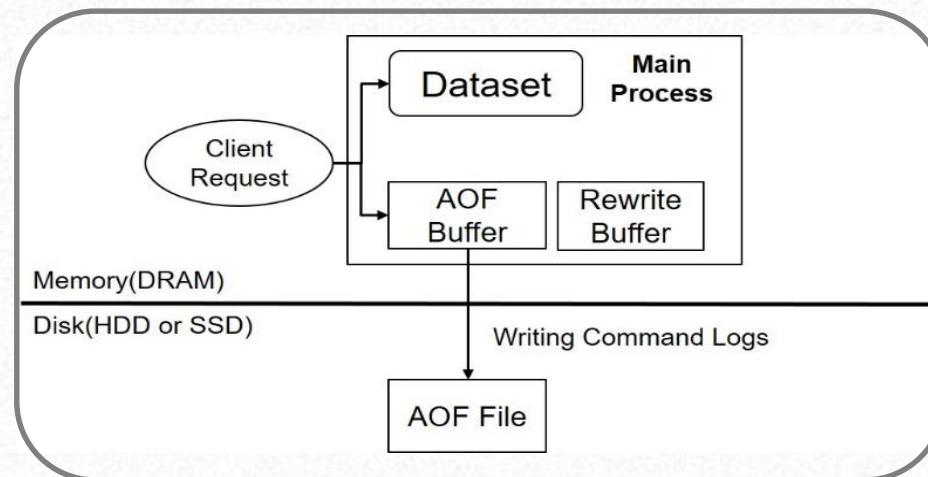 Dataset
Main
Process
Client
Request
AOF
Buffer
Rewrite
Buffer
Memory(DRAM)
Disk(HDD or SSD)
Writing Command Logs
AOF File